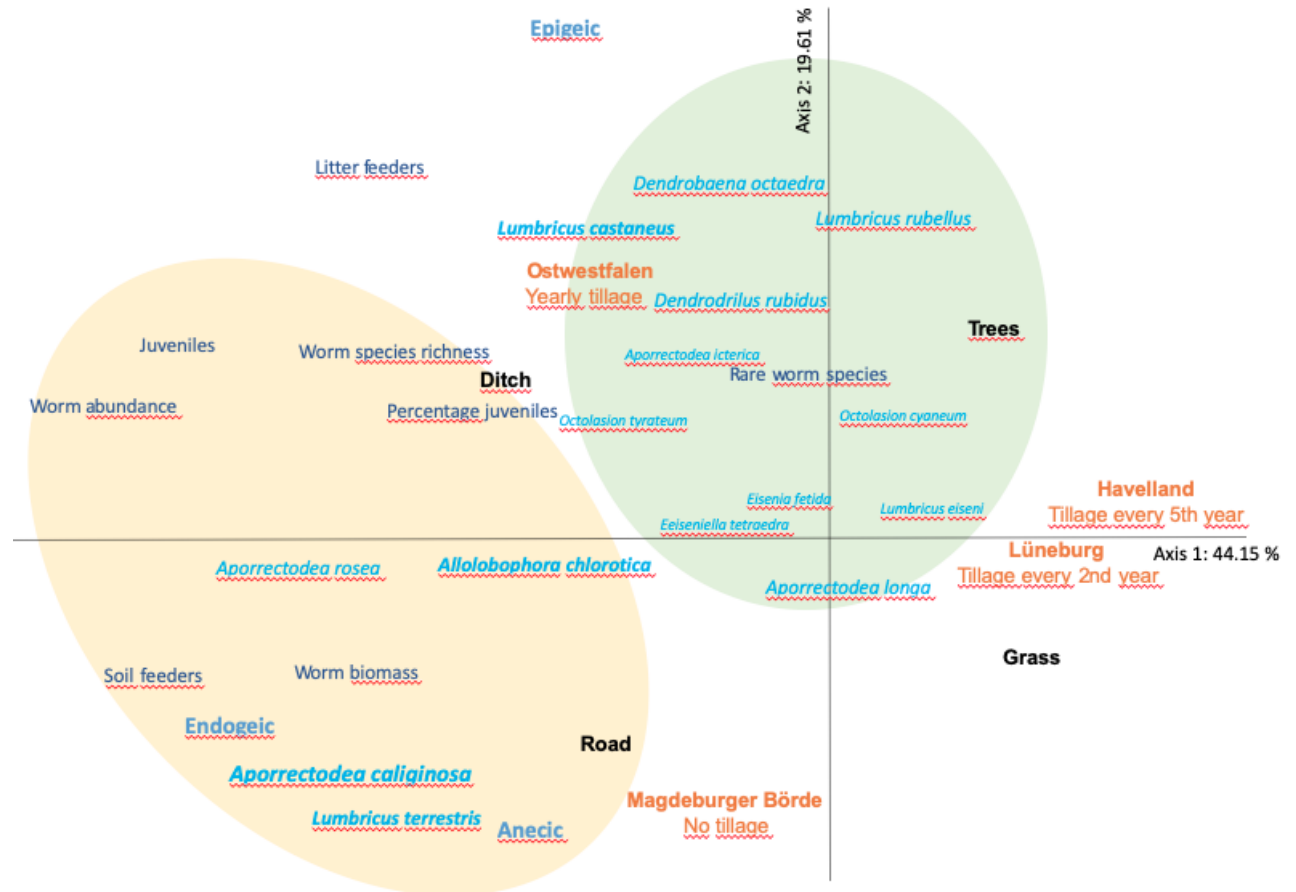 Epigeic
Axis 2: 19.61 %
Litter feeders
Dendrobaena octaedra
Lumbricus rubellus
Lumbricus castaneus
Ostwestfalen
Yearly tillage
Dendrodrilus rubidus
Trees
Juveniles
Worm species richness
Aporrectodea icterica
Rare worm species
Ditch
Worm abundance
Percentage juveniles
Octolasion tyrateum
Octolasion cyaneum
Havelland
Tillage every 5th year
Eisenia fetida
Lumbricus eiseni
Eeiseniella tetraedra
Lüneburg
Tillage every 2nd year
Axis 1: 44.15 %
Aporrectodea rosea
Allolobophora chlorotica
Aporrectodea longa
Grass
Soil feeders
Worm biomass
Endogeic
Road
Aporrectodea caliginosa
Lumbricus terrestris
Anecic
Magdeburger Börde
No tillage